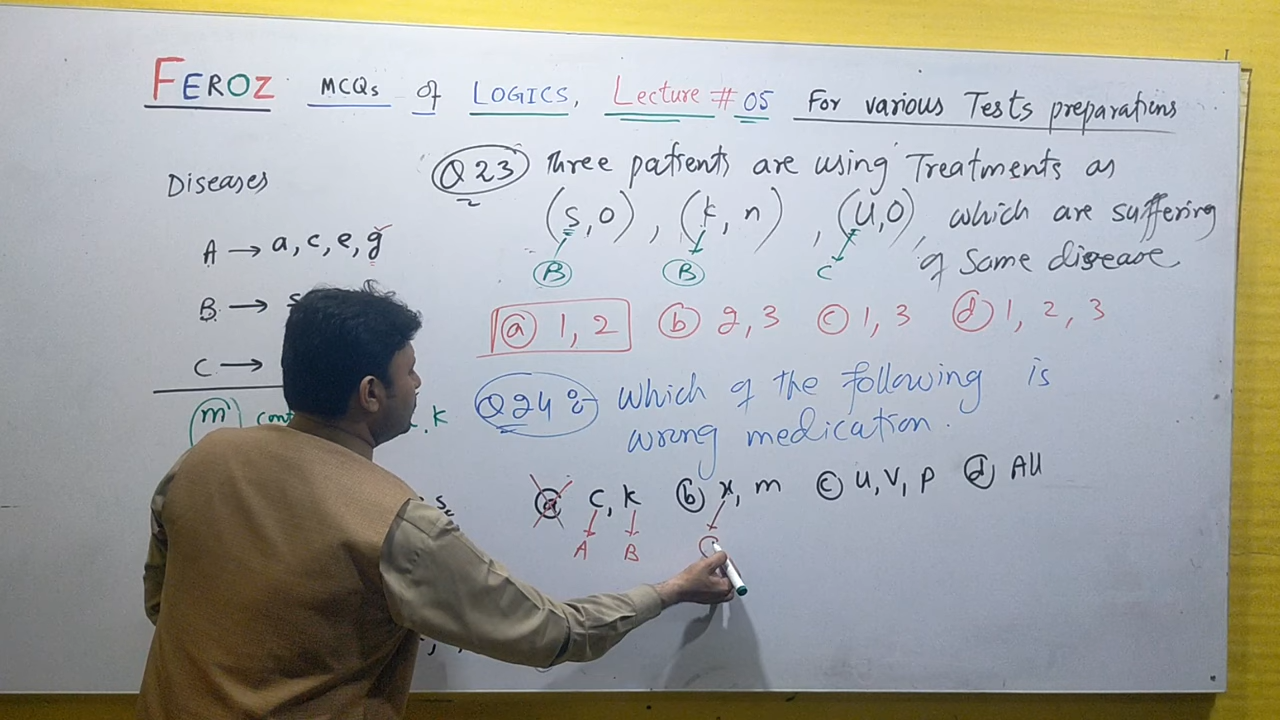 FEROZ MCQs of LOGICS, Lecture # 05 For various Tests preparations
Diseases
A → a, c, e, g
B →
C →
m
, k
Q 23 Three patients are using Treatments as
(s, o), (k, n), (u, o), which are suffering
B B C of same disease
ⓐ 1, 2 ⓑ 2, 3 ⓒ 1, 3 ⓓ 1, 2, 3
Q 24 :- Which of the following is
wrong medication.
ⓐ c, k ⓑ x, m ⓒ u, v, p ⓓ All
A B